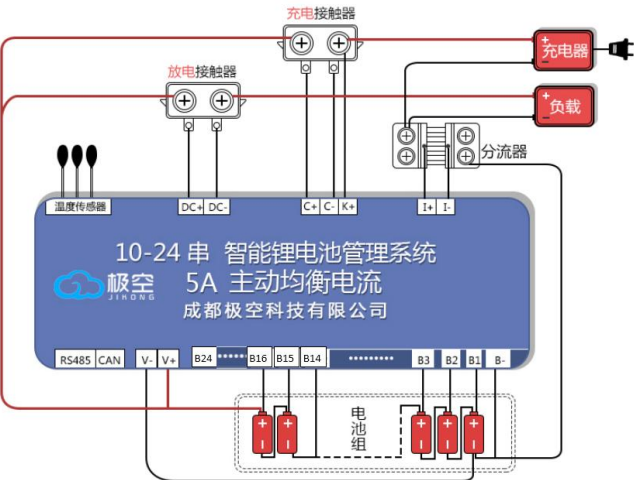 充电接触器
充电器
放电接触器
负载
分流器
温度传感器
DC+ DC-
C+ C- K+
I+ I-
10-24 串 智能锂电池管理系统
极空
JIKONG
5A 主动均衡电流
成都极空科技有限公司
RS485 CAN
V- V+
B24 B16 B15 B14 B3 B2 B1 B-
电
池
组